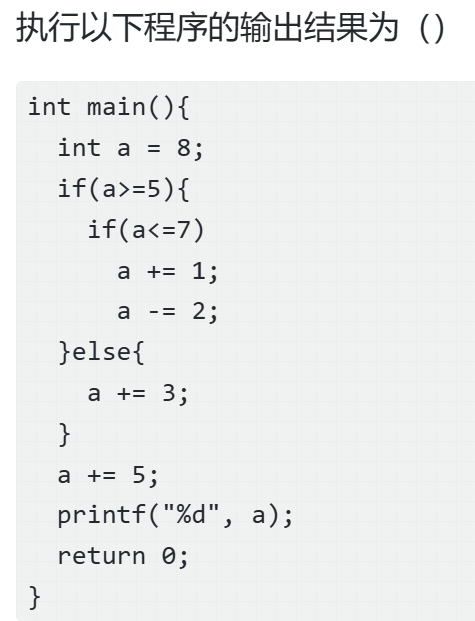 执行以下程序的输出结果为（）
int main(){
  int a = 8;
  if(a>=5){
    if(a<=7)
      a += 1;
      a -= 2;
  }else{
    a += 3;
  }
  a += 5;
  printf("%d", a);
  return 0;
}